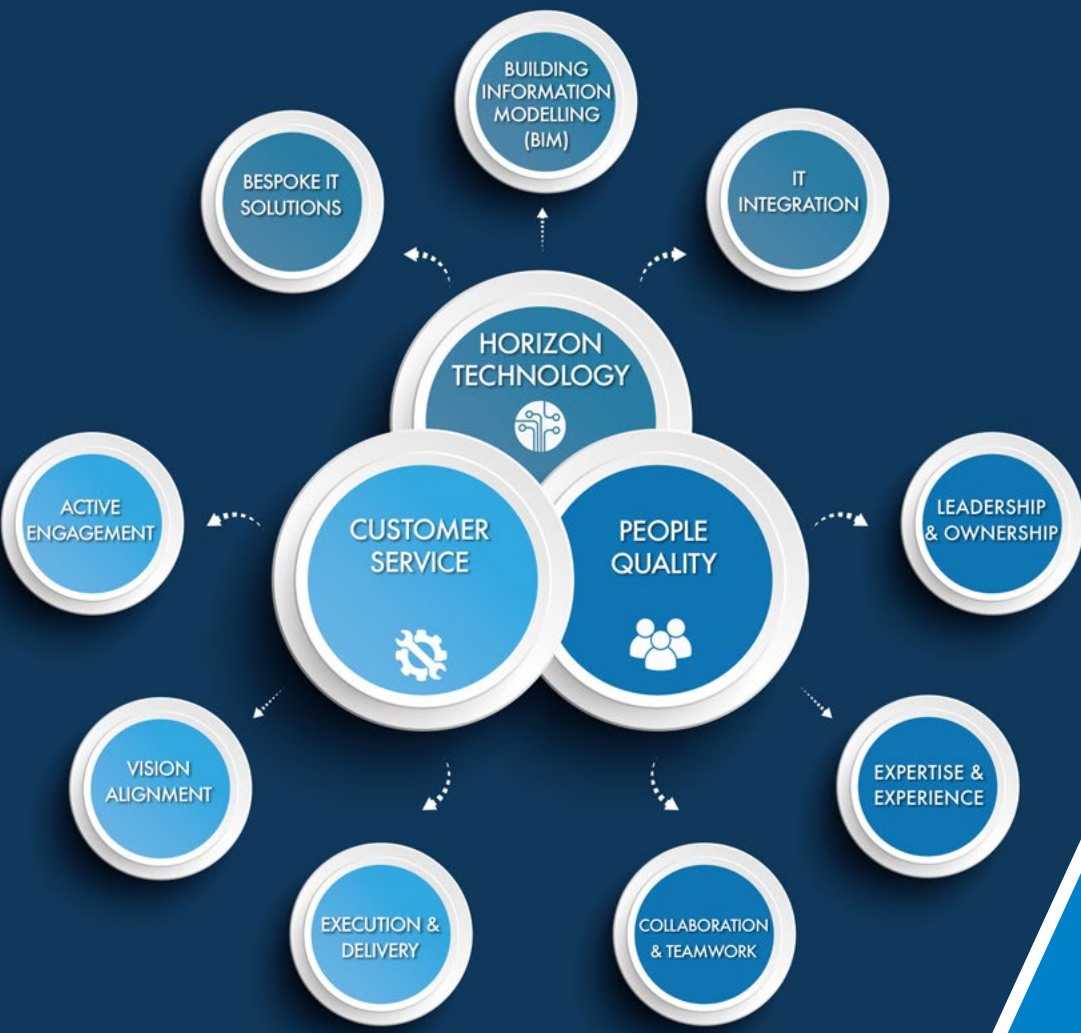 BUILDING
INFORMATION
MODELLING
(BIM)
BESPOKE IT
SOLUTIONS
IT
INTEGRATION
HORIZON
TECHNOLOGY
ACTIVE
ENGAGEMENT
CUSTOMER
SERVICE
PEOPLE
QUALITY
LEADERSHIP
& OWNERSHIP
VISION
ALIGNMENT
EXPERTISE &
EXPERIENCE
EXECUTION &
DELIVERY
COLLABORATION
& TEAMWORK